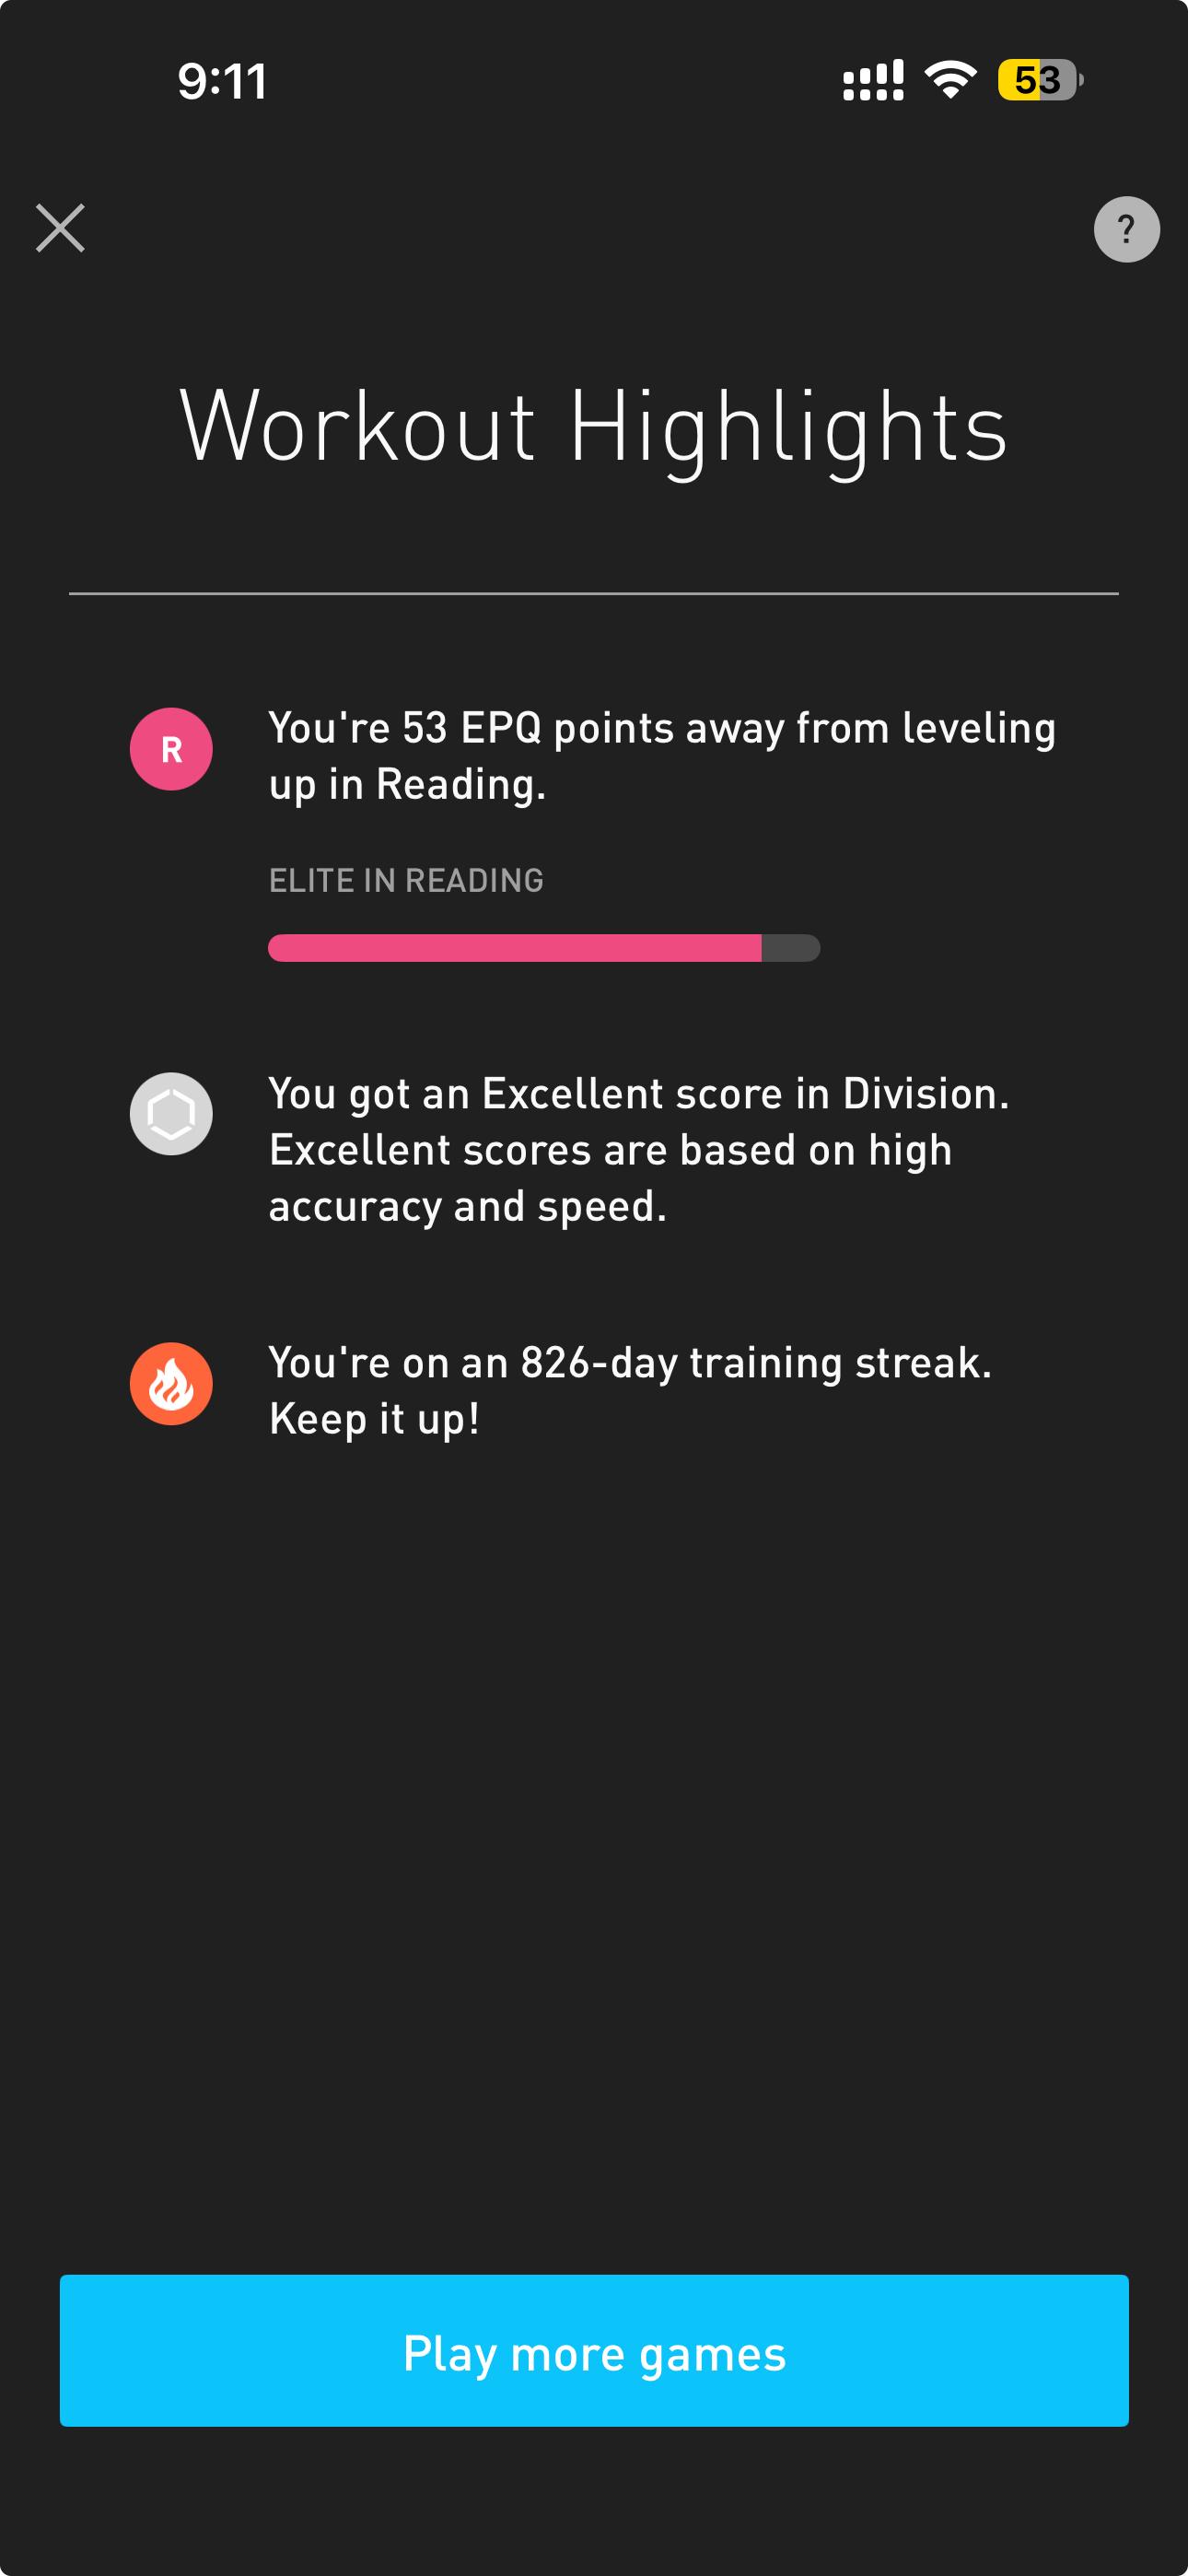 9:11
53
?
Workout Highlights
R
You're 53 EPQ points away from leveling
up in Reading.
ELITE IN READING
You got an Excellent score in Division.
Excellent scores are based on high
accuracy and speed.
You're on an 826-day training streak.
Keep it up!
Play more games